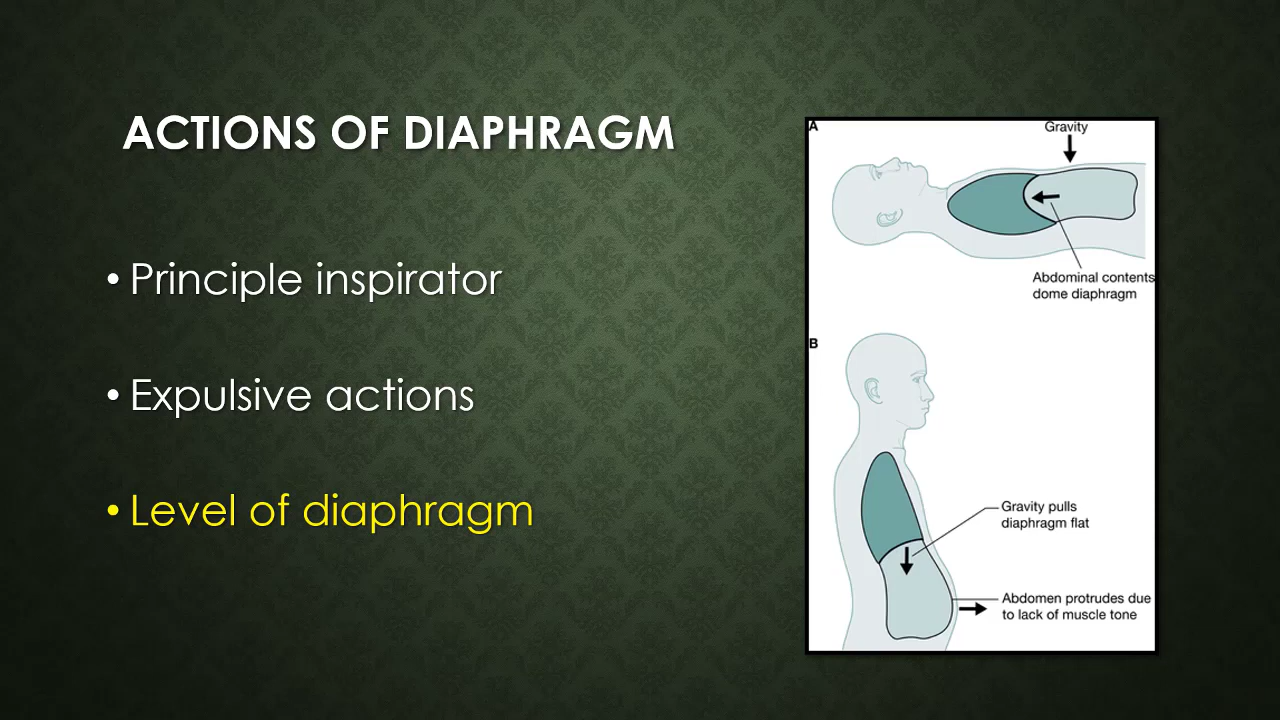 ACTIONS OF DIAPHRAGM
• Principle inspirator
• Expulsive actions
• Level of diaphragm
A
Gravity
Abdominal contents
dome diaphragm
B
Gravity pulls
diaphragm flat
Abdomen protrudes due
to lack of muscle tone